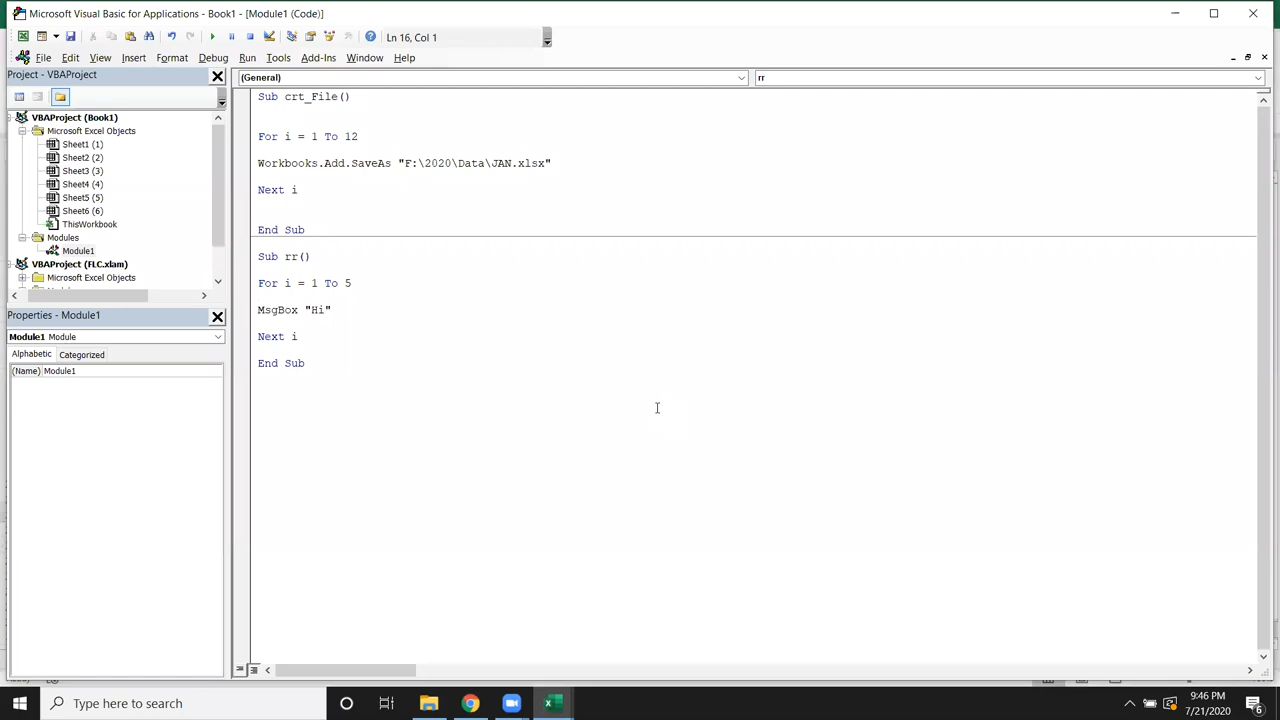 Microsoft Visual Basic for Applications - Book1 - [Module1 (Code)]
Ln 16, Col 1
File Edit View Insert Format Debug Run Tools Add-Ins Window Help
Project - VBAProject
(General)
rr
VBAProject (Book1)
Microsoft Excel Objects
Sheet1 (1)
Sheet2 (2)
Sheet3 (3)
Sheet4 (4)
Sheet5 (5)
Sheet6 (6)
ThisWorkbook
Modules
Module1
VBAProject (FLC.xlam)
Microsoft Excel Objects
Properties - Module1
Module1 Module
Alphabetic Categorized
(Name) Module1
Sub crt_File()
For i = 1 To 12
Workbooks.Add.SaveAs "F:\2020\Data\JAN.xlsx"
Next i
End Sub
Sub rr()
For i = 1 To 5
MsgBox "Hi"
Next i
End Sub
Type here to search
9:46 PM
7/21/2020
6